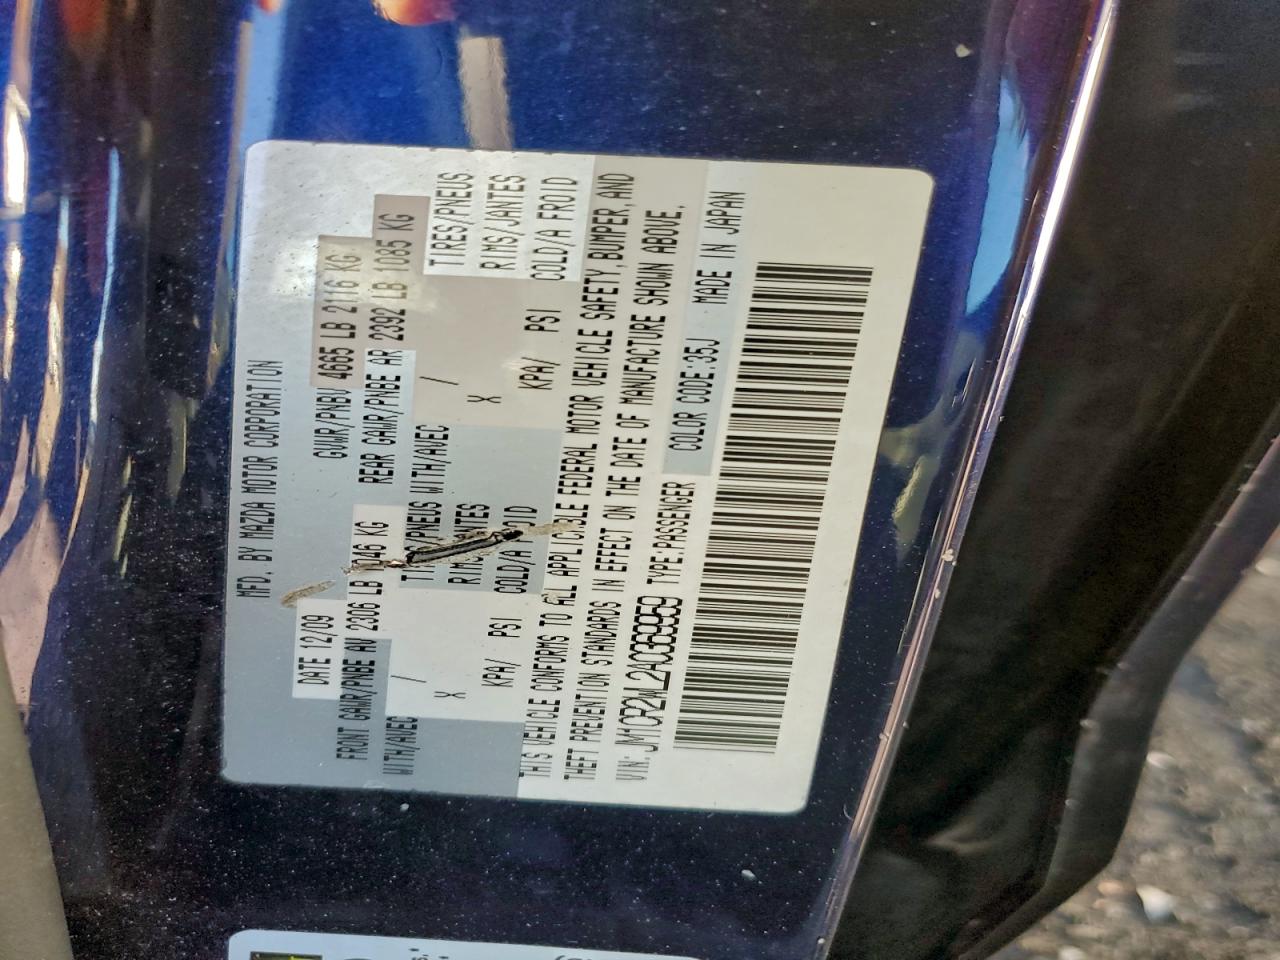 MFD. BY MAZDA MOTOR CORPORATION
DATE 12/09 GVWR/PNBV 4665 LB 2116 KG
FRONT GAWR/PNBE AV 2306 LB 1046 KG REAR GAWR/PNBE AR 2392 LB 1085 KG
WITH/AVEC / TIRES/PNEUS WITH/AVEC / TIRES/PNEUS
X RIMS/JANTES X RIMS/JANTES
KPA/ PSI COLD/A FROID KPA/ PSI COLD/A FROID
THIS VEHICLE CONFORMS TO ALL APPLICABLE FEDERAL MOTOR VEHICLE SAFETY, BUMPER, AND
THEFT PREVENTION STANDARDS IN EFFECT ON THE DATE OF MANUFACTURE SHOWN ABOVE.
VIN: TYPE:PASSENGER COLOR CODE:35J MADE IN JAPAN